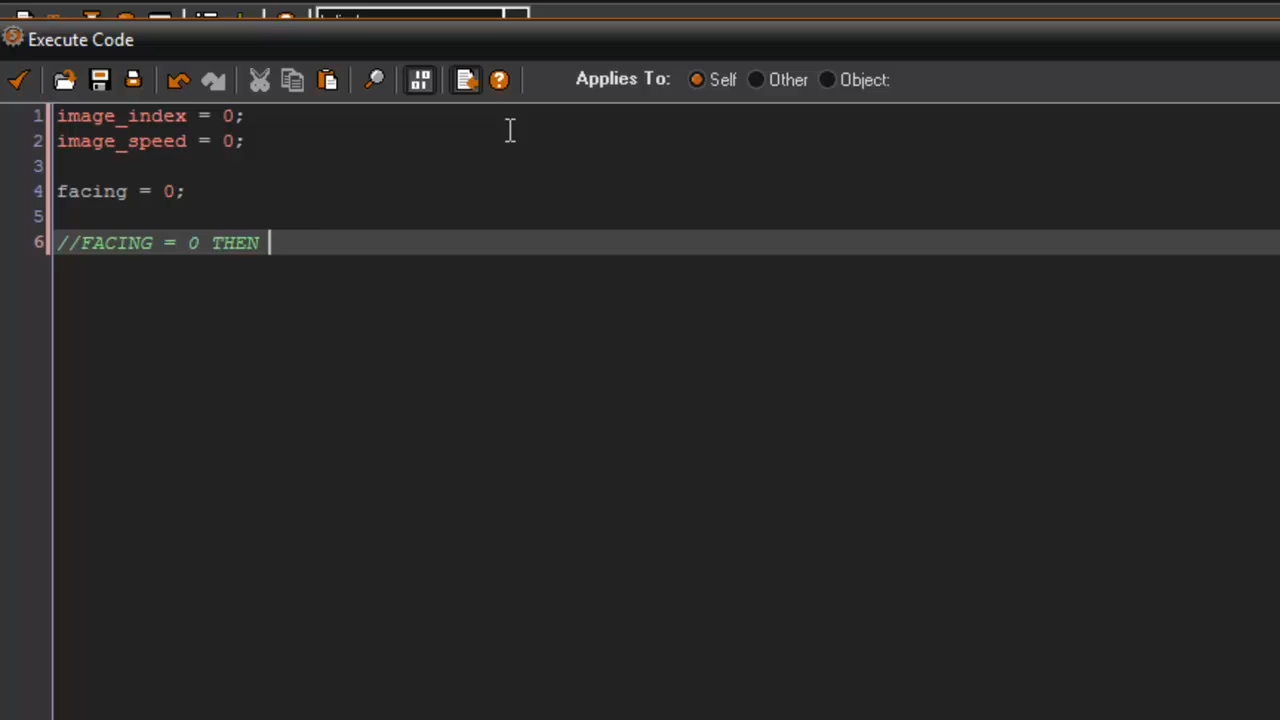 Execute Code
Applies To: Self Other Object:
1 image_index = 0;
2 image_speed = 0;
3
4 facing = 0;
5
6 //FACING = 0 THEN